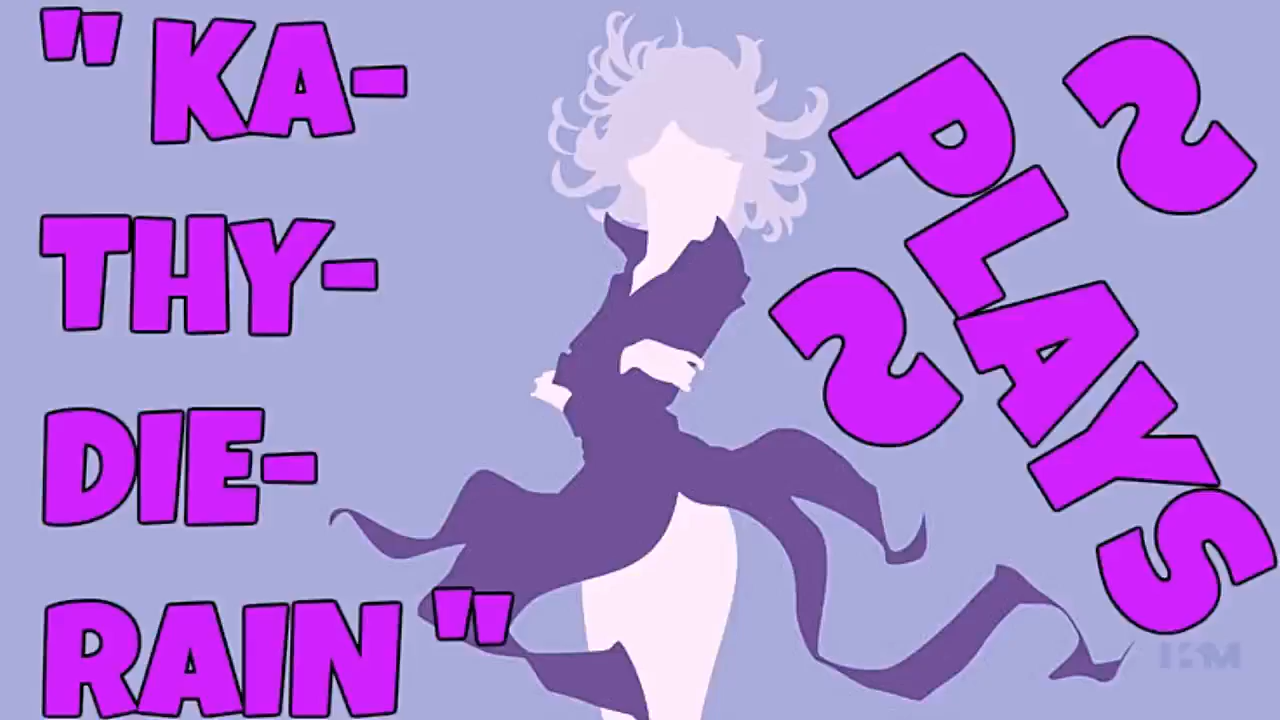 " KA-
THY-
DIE-
RAIN "
PLAYS